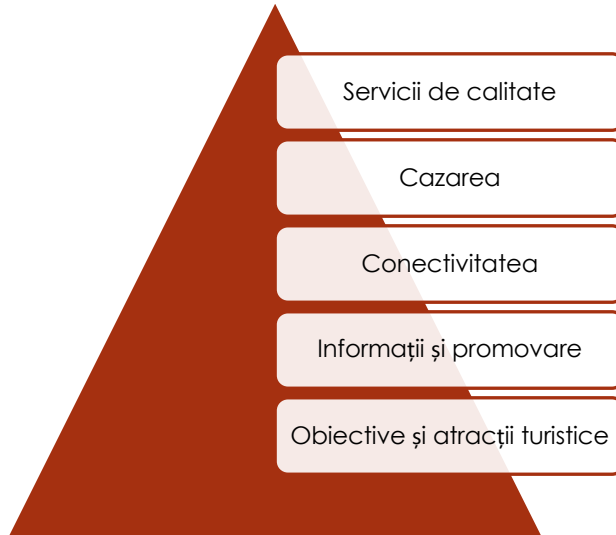 Servicii de calitate
Cazarea
Conectivitatea
Informații și promovare
Obiective și atracții turistice